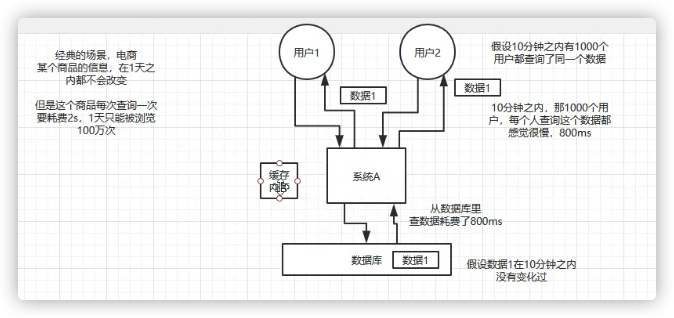 经典的场景，电商
某个商品的信息，在1天之
内都不会改变
但是这个商品每次查询一次
要耗费2s，1天只能被浏览
100万次
用户1
用户2
假设10分钟之内有1000个
用户都查询了同一个数据
数据1
数据1
10分钟之内，那1000个用
户，每个人查询这个数据都
感觉很慢，800ms
缓存
系统A
从数据库里
查数据耗费了800ms
数据库
数据1
假设数据1在10分钟之内
没有变化过